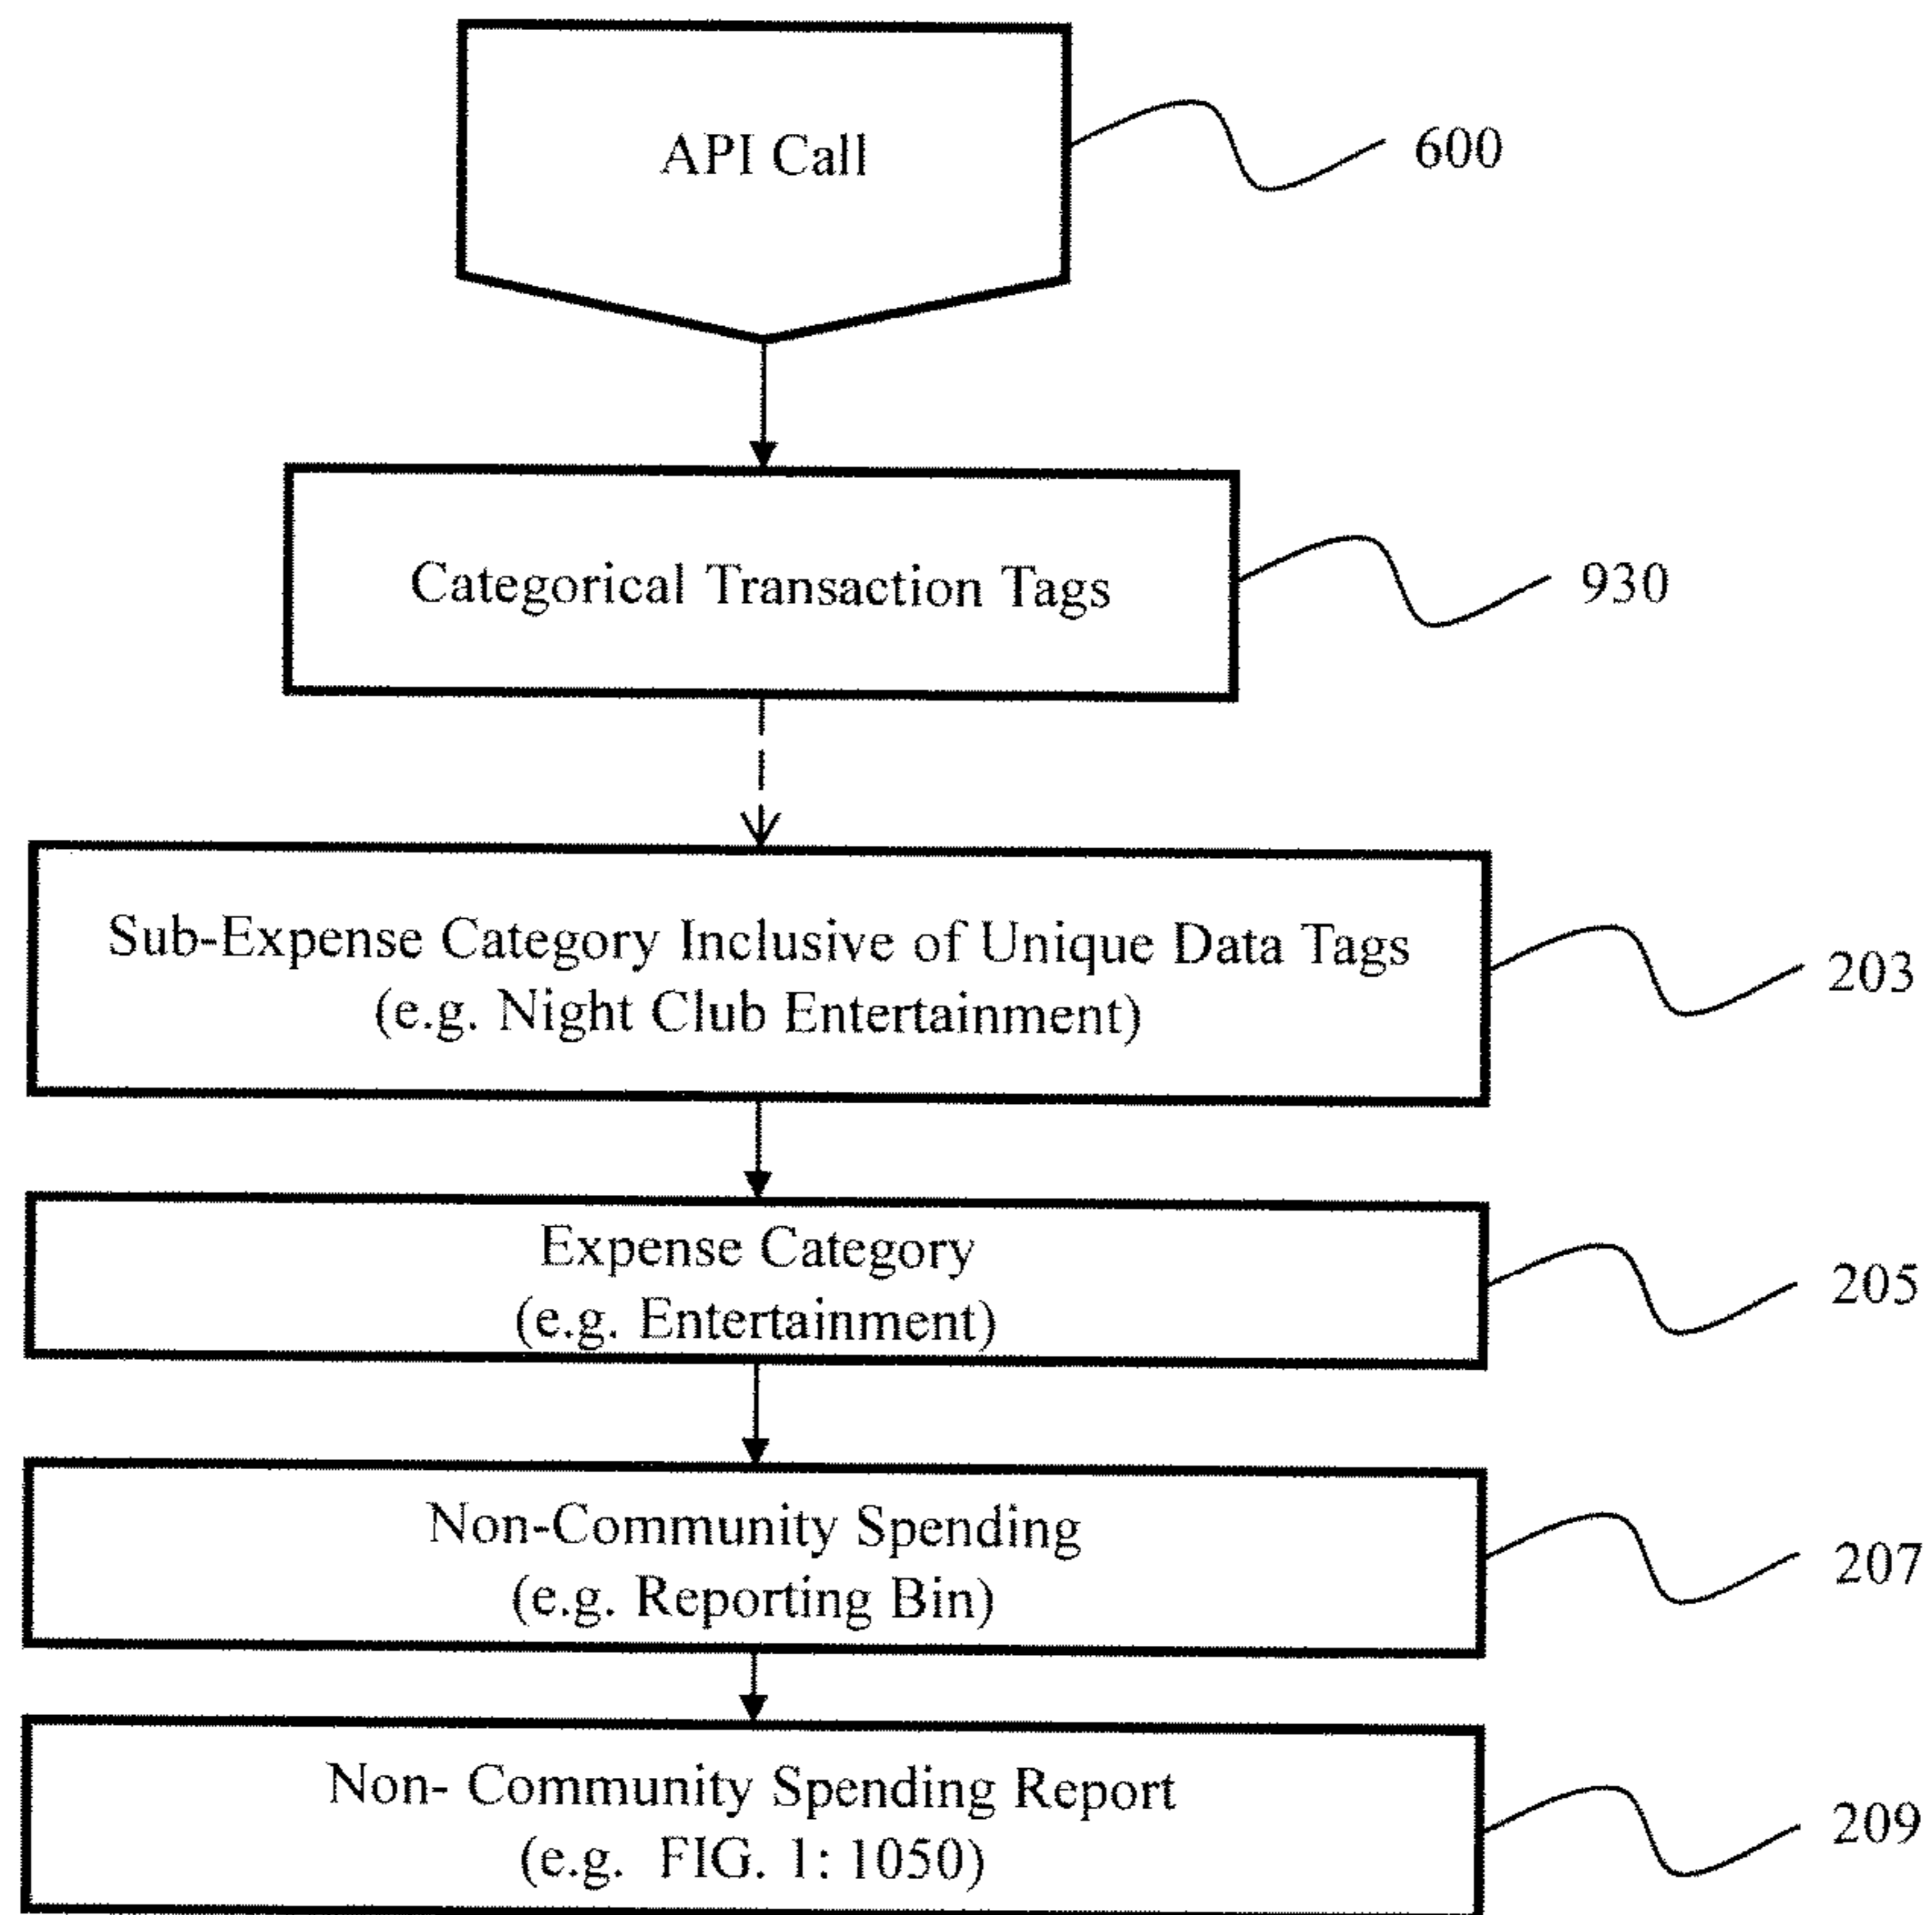 API Call
600
Categorical Transaction Tags
930
Sub-Expense Category Inclusive of Unique Data Tags
(e.g. Night Club Entertainment)
203
Expense Category
(e.g. Entertainment)
205
Non-Community Spending
(e.g. Reporting Bin)
207
Non- Community Spending Report
(e.g. FIG. 1: 1050)
209